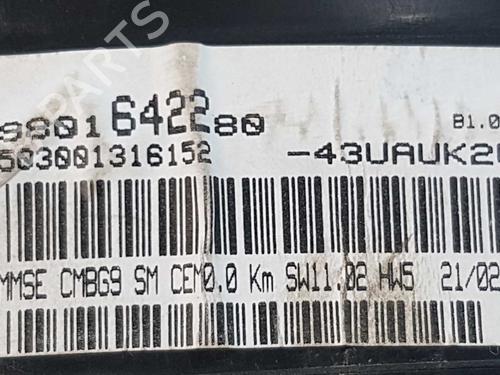 PARTS
9801642280
B1.0
503001316152
-43UAUK2
MMSE CMBG9 SM CEM0.0 Km SW11.02 HW5 21/02